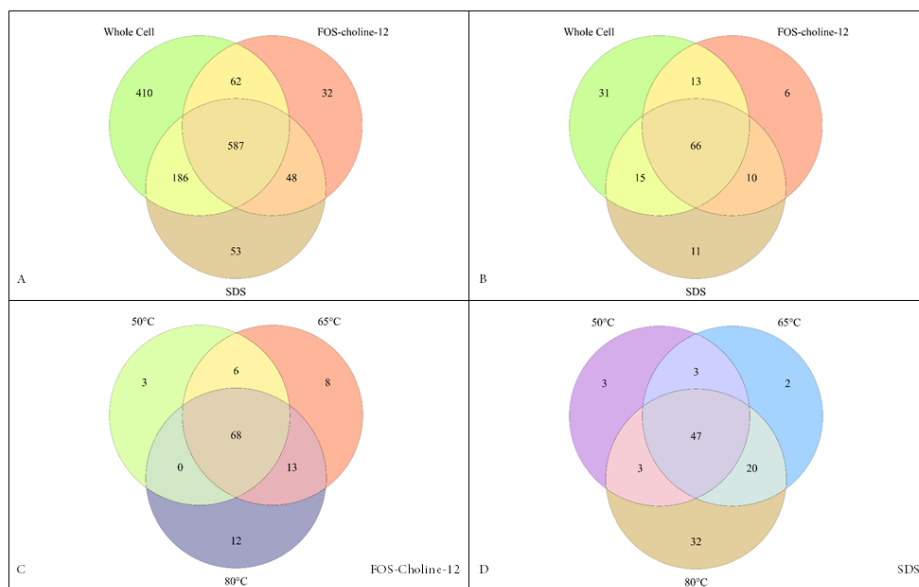 Whole Cell FOS-choline-12
62
410 32
587
186 48
53
A
SDS
Whole Cell FOS-choline-12
13
31 6
66
15 10
11
B
SDS
50°C 65°C
6
3 8
68
0 13
12
C FOS-Choline-12
80°C
50°C 65°C
3
3 2
47
3 20
32
D SDS
80°C